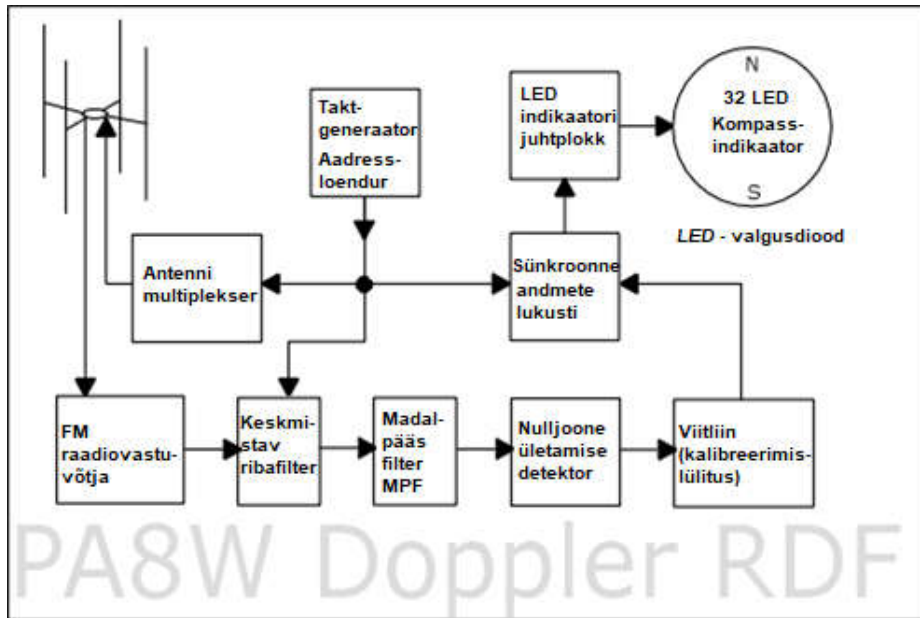 Takt-
generaator
Aadress-
loendur
LED
indikaatori
juhtplokk
N
32 LED
Kompass-
indikaator
S
LED - valgusdiood
Antenni
multiplekser
Sünkroonne
andmete
lukusti
FM
raadiovastu-
võtja
Keskmi-
stav
ribafilter
Madal-
pääs
filter
MPF
Nulljoone
ületamise
detektor
Viitliin
(kalibreerimis-
lülitus)
PA8W Doppler RDF